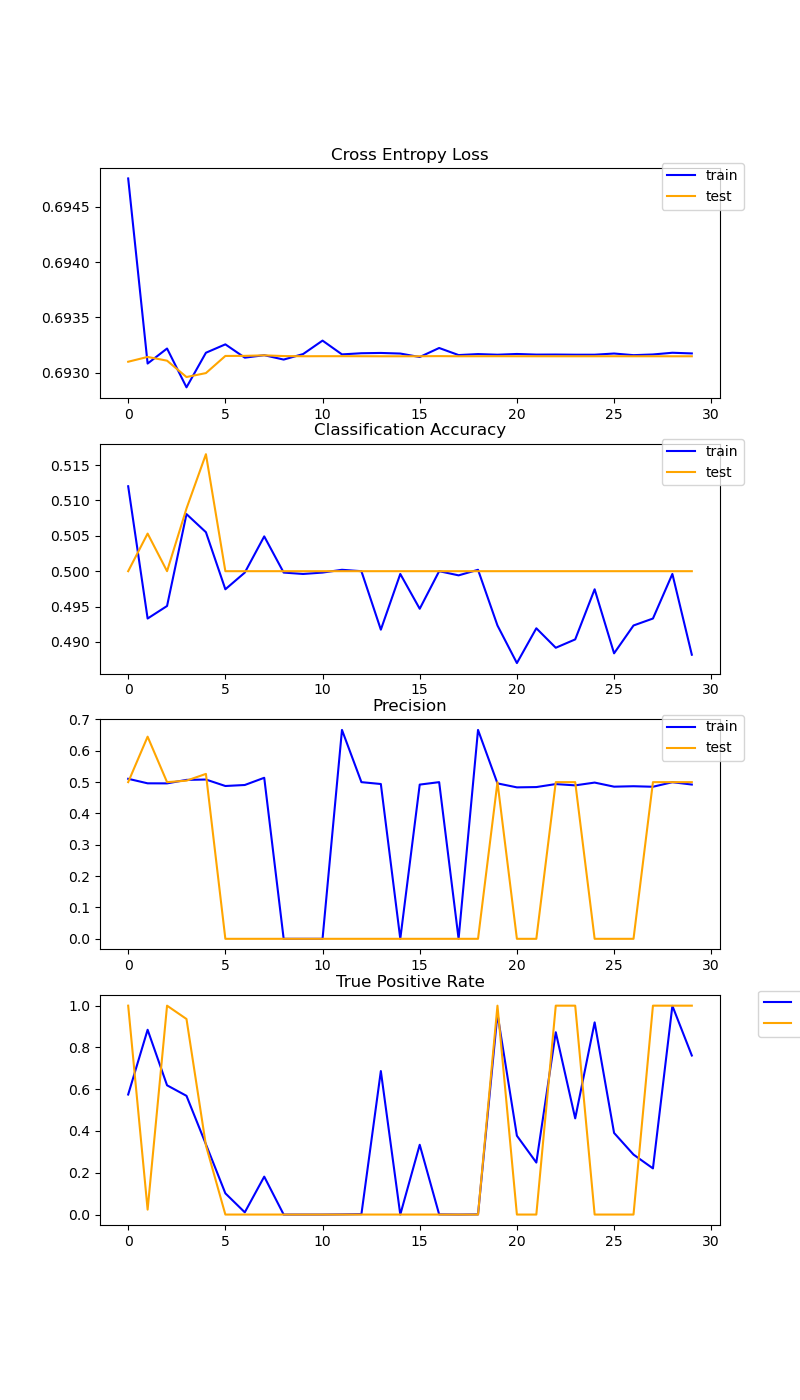 Cross Entropy Loss
train
test
0.6945
0.6940
0.6935
0.6930
0 5 10 15 20 25 30
Classification Accuracy
train
test
0.515
0.510
0.505
0.500
0.495
0.490
0 5 10 15 20 25 30
Precision
train
test
0.7
0.6
0.5
0.4
0.3
0.2
0.1
0.0
0 5 10 15 20 25 30
True Positive Rate
1.0
0.8
0.6
0.4
0.2
0.0
0 5 10 15 20 25 30